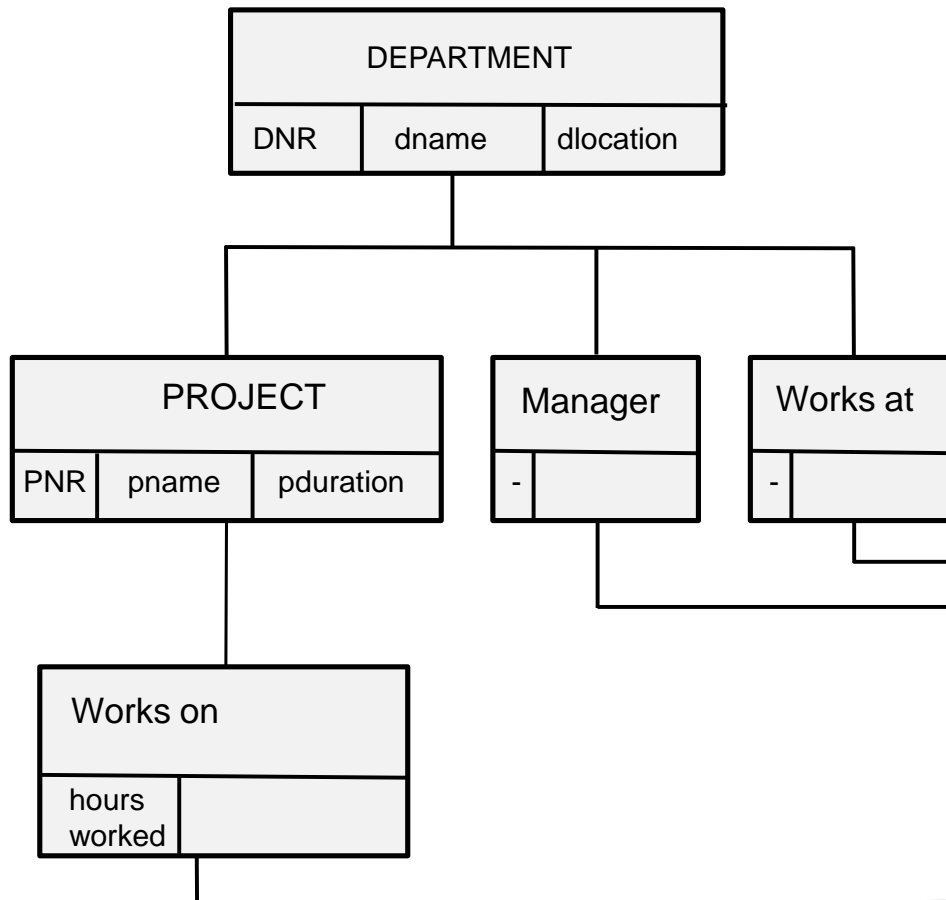 DEPARTMENT
DNR dname dlocation
PROJECT
PNR pname pduration
Manager
-
Works at
-
Works on
hours
worked